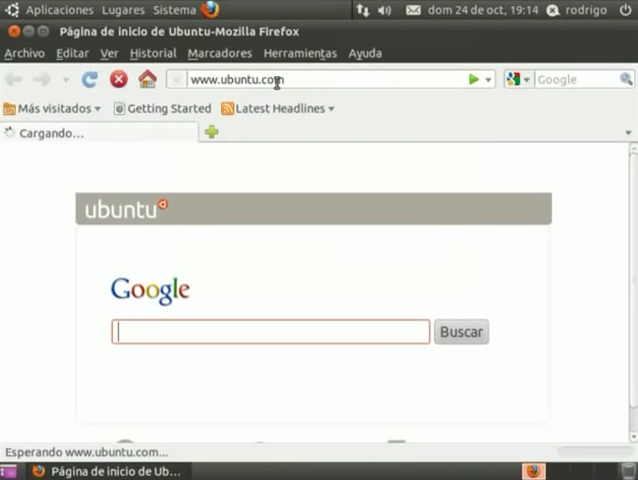 Aplicaciones Lugares Sistema dom 24 de oct, 19:14 rodrigo
Página de inicio de Ubuntu-Mozilla Firefox
Archivo Editar Ver Historial Marcadores Herramientas Ayuda
www.ubuntu.com Google
Más visitados Getting Started Latest Headlines
Cargando...
ubuntu
Google
Buscar
Esperando www.ubuntu.com...
Página de inicio de Ub...